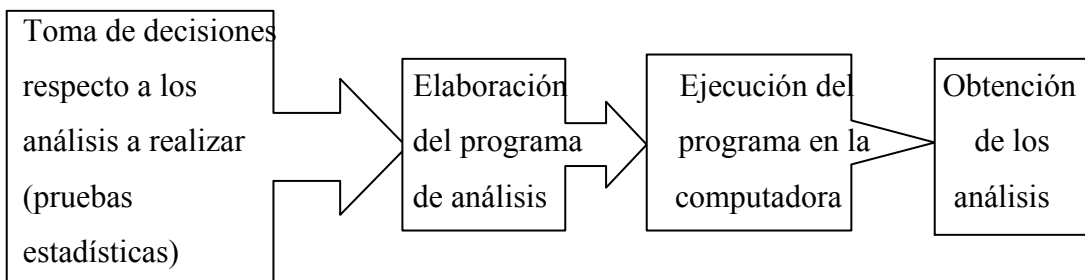 Toma de decisiones
respecto a los
análisis a realizar
(pruebas
estadísticas)
Elaboración
del programa
de análisis
Ejecución del
programa en la
computadora
Obtención
de los
análisis